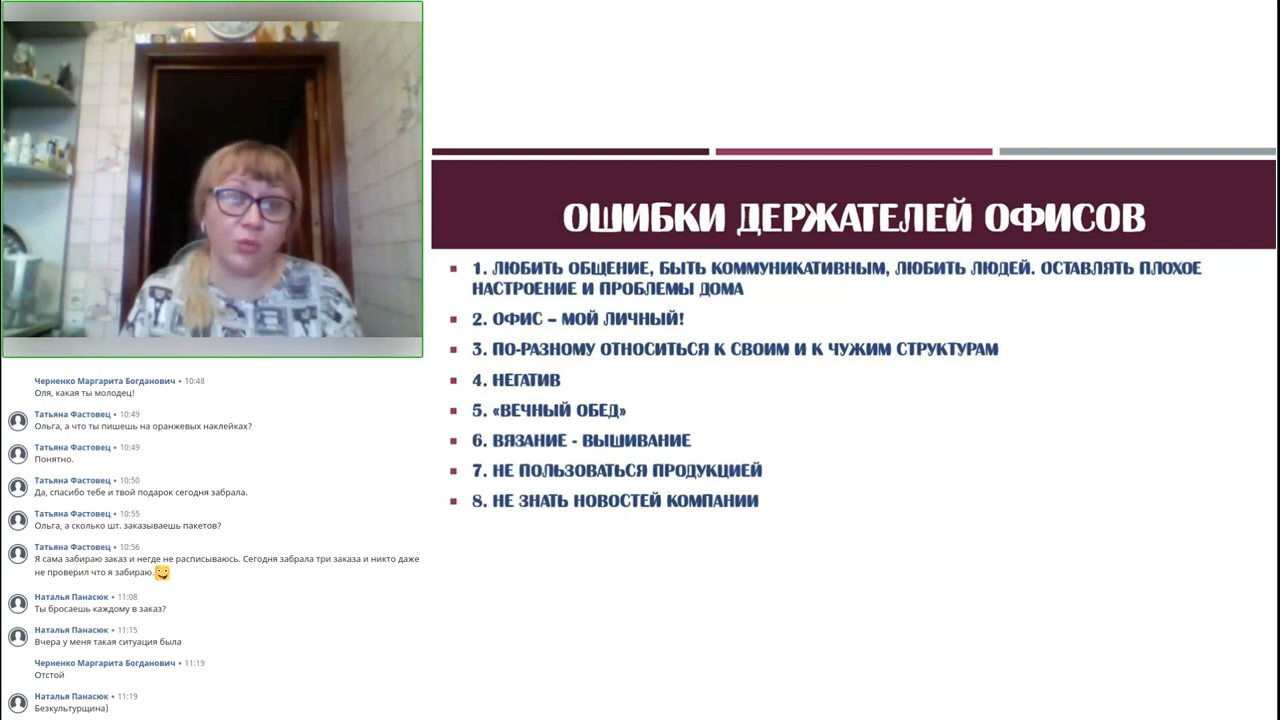 ОШИБКИ ДЕРЖАТЕЛЕЙ ОФИСОВ
1. ЛЮБИТЬ ОБЩЕНИЕ, БЫТЬ КОММУНИКАТИВНЫМ, ЛЮБИТЬ ЛЮДЕЙ. ОСТАВЛЯТЬ ПЛОХОЕ
НАСТРОЕНИЕ И ПРОБЛЕМЫ ДОМА
2. ОФИС – МОЙ ЛИЧНЫЙ!
3. ПО-РАЗНОМУ ОТНОСИТЬСЯ К СВОИМ И К ЧУЖИМ СТРУКТУРАМ
4. НЕГАТИВ
5. «ВЕЧНЫЙ ОБЕД»
6. ВЯЗАНИЕ - ВЫШИВАНИЕ
7. НЕ ПОЛЬЗОВАТЬСЯ ПРОДУКЦИЕЙ
8. НЕ ЗНАТЬ НОВОСТЕЙ КОМПАНИИ
Черненко Маргарита Богданович • 10:48
Оля, какая ты молодец!
Татьяна Фастовец • 10:49
Ольга, а что ты пишешь на оранжевых наклейках?
Татьяна Фастовец • 10:49
Понятно.
Татьяна Фастовец • 10:50
Да, спасибо тебе и твой подарок сегодня забрала.
Татьяна Фастовец • 10:55
Ольга, а сколько шт. заказываешь пакетов?
Татьяна Фастовец • 10:56
Я сама забираю заказ и негде не расписываюсь. Сегодня забрала три заказа и никто даже
не проверил что я забираю.
Наталья Панасюк • 11:08
Ты бросаешь каждому в заказ?
Наталья Панасюк • 11:15
Вчера у меня такая ситуация была
Черненко Маргарита Богданович • 11:19
Отстой
Наталья Панасюк • 11:19
Безкультурщина)